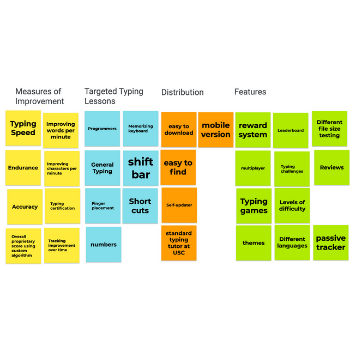 Measures of
Improvement
Targeted Typing
Lessons
Distribution
Features
Typing
Speed
Improving
words per
minute
Endurance
Improving
characters per
minute
Accuracy
Typing
certification
Overall
proprietary
score using
custom
algorithm
Tracking
improvement
over time
Programmers
Memorizing
keyboard
General
Typing
shift
bar
Finger
placement
Short
cuts
numbers
easy to
download
mobile
version
easy to
find
Self-updater
standard
typing
tutor at
USC
reward
system
Leaderboard
Different
file size
testing
multiplayer
Typing
challenges
Reviews
Typing
games
Levels of
difficulty
themes
Different
languages
passive
tracker